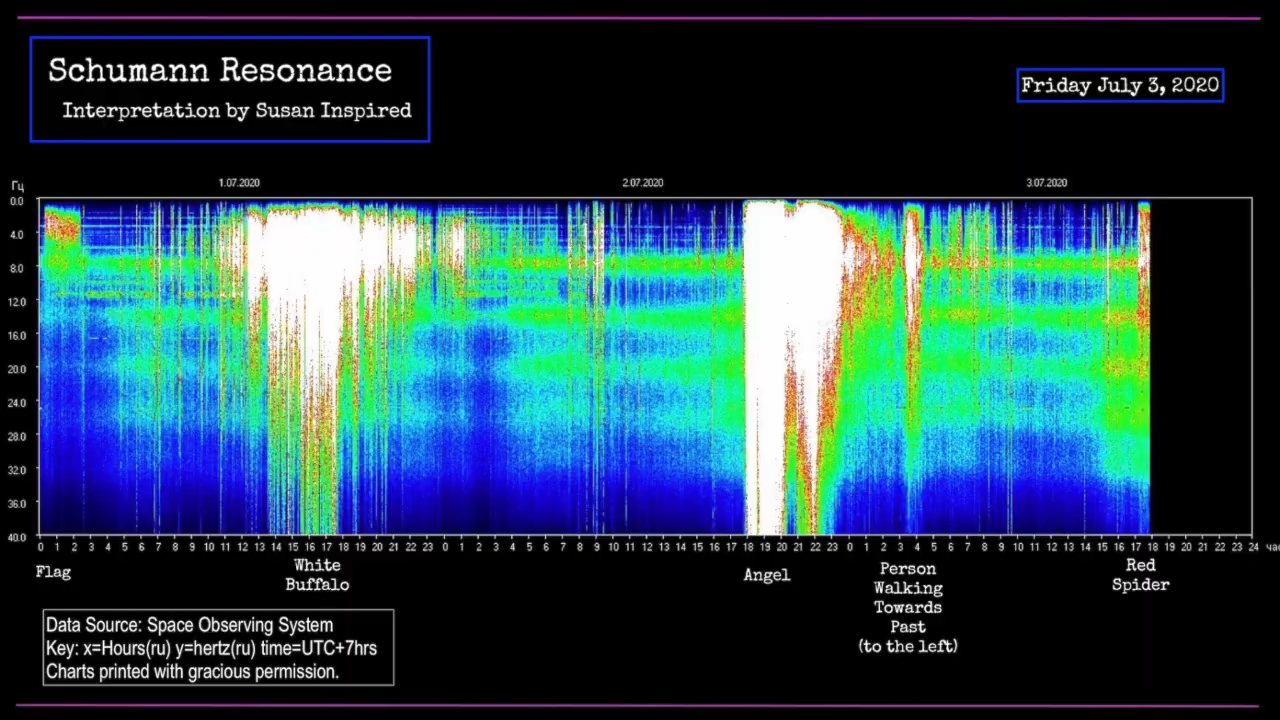 Schumann Resonance
Interpretation by Susan Inspired
Friday July 3, 2020
1.07.2020 2.07.2020 3.07.2020
Гц
0.0
4.0
8.0
12.0
16.0
20.0
24.0
28.0
32.0
36.0
40.0
0 1 2 3 4 5 6 7 8 9 10 11 12 13 14 15 16 17 18 19 20 21 22 23 0 1 2 3 4 5 6 7 8 9 10 11 12 13 14 15 16 17 18 19 20 21 22 23 0 1 2 3 4 5 6 7 8 9 10 11 12 13 14 15 16 17 18 19 20 21 22 23 24
Flag
White
Buffalo
Angel
Person
Walking
Towards
Past
(to the left)
Red
Spider
Data Source: Space Observing System
Key: x=Hours(ru) y=hertz(ru) time=UTC+7hrs
Charts printed with gracious permission.